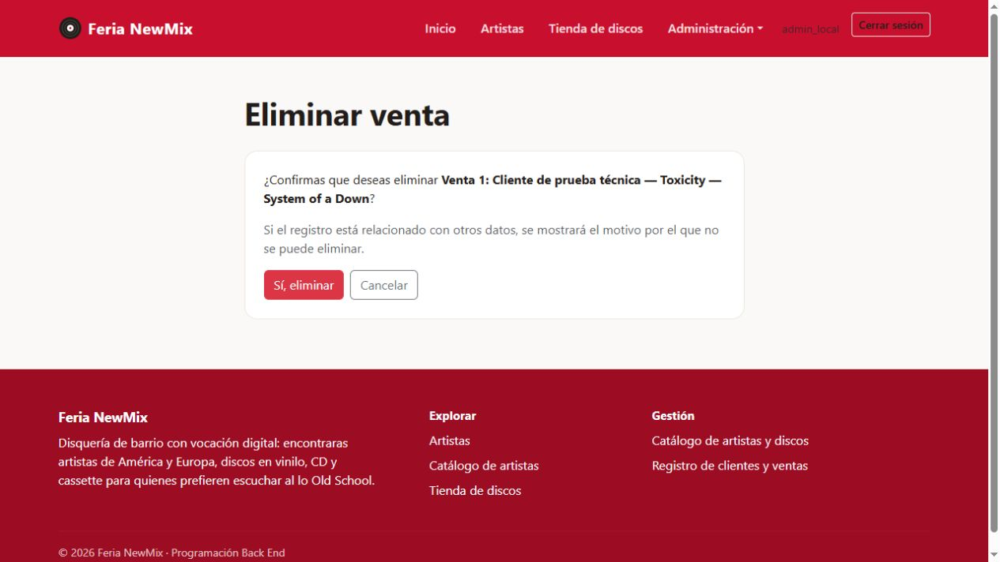 Feria NewMix
Inicio
Artistas
Tienda de discos
Administración
admin_local
Cerrar sesión
Eliminar venta
¿Confirmas que deseas eliminar Venta 1: Cliente de prueba técnica — Toxicity —
System of a Down?
Si el registro está relacionado con otros datos, se mostrará el motivo por el que no
se puede eliminar.
Sí, eliminar
Cancelar
Feria NewMix
Disquería de barrio con vocación digital: encontraras
artistas de América y Europa, discos en vinilo, CD y
cassette para quienes prefieren escuchar al lo Old School.
Explorar
Artistas
Catálogo de artistas
Tienda de discos
Gestión
Catálogo de artistas y discos
Registro de clientes y ventas
© 2026 Feria NewMix · Programación Back End